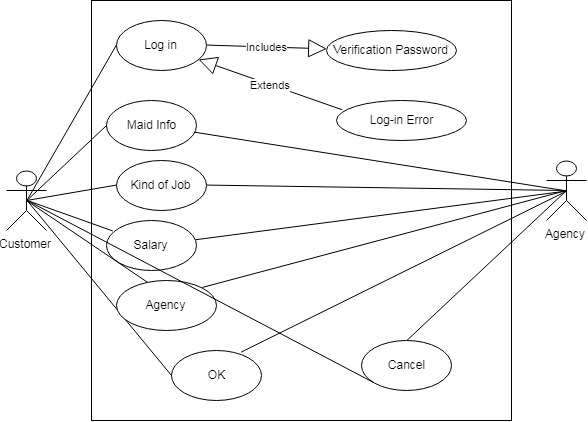 Log in
Includes
Verification Password
Extends
Log-in Error
Maid Info
Kind of Job
Customer
Salary
Agency
Agency
OK
Cancel